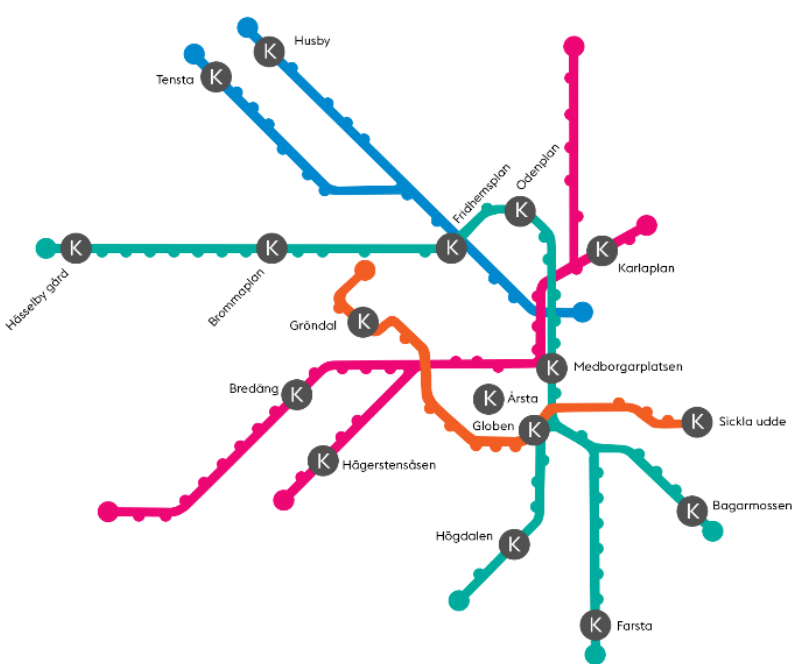 Husby
K
Tensta
K
Fridhemsplan
Odenplan
K
K
Hässelby gård
K
Brommaplan
K
K
Karlaplan
Gröndal
K
Medborgarplatsen
K
Bredäng
K
K
Årsta
Globen
K
K
Sickla udde
K
Hägerstensåsen
K
Bagarmossen
Högdalen
K
K
Farsta